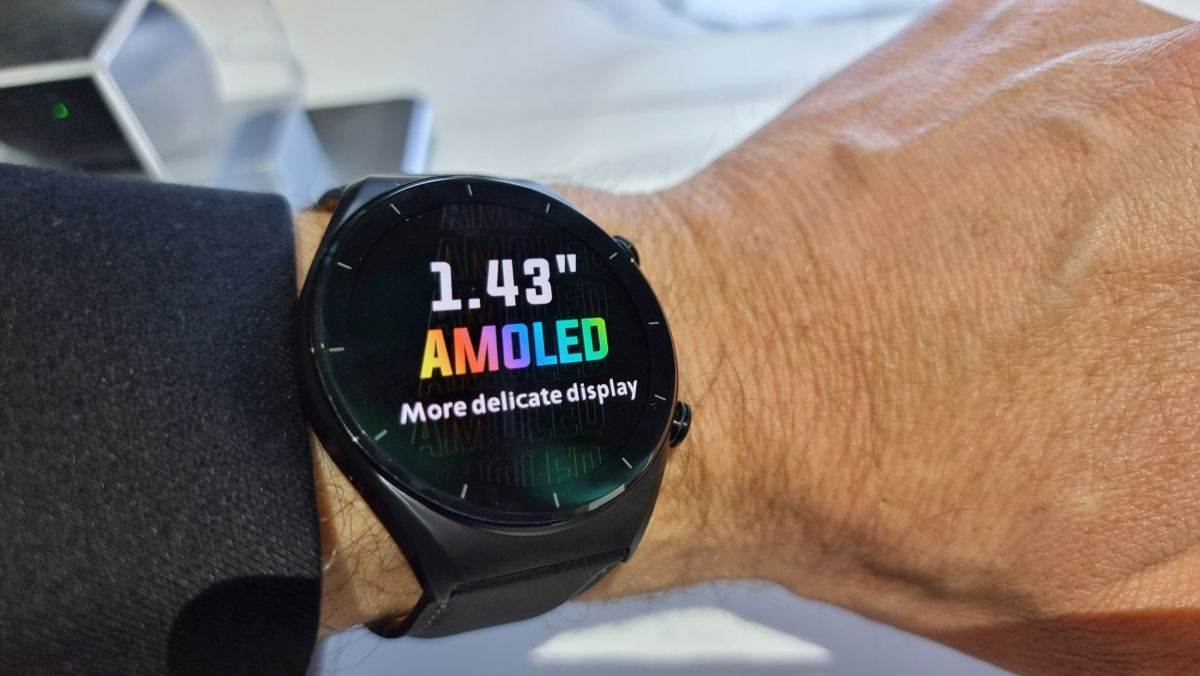 1.43"
AMOLED
More delicate display